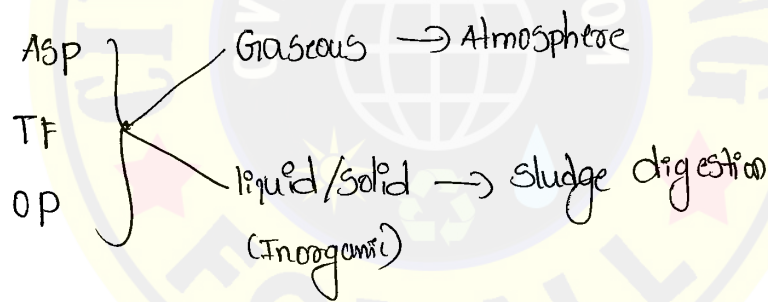 ASP
Gaseous → Atmosphere
TF
liquid/solid → sludge digestion
OP
(Inorganic)